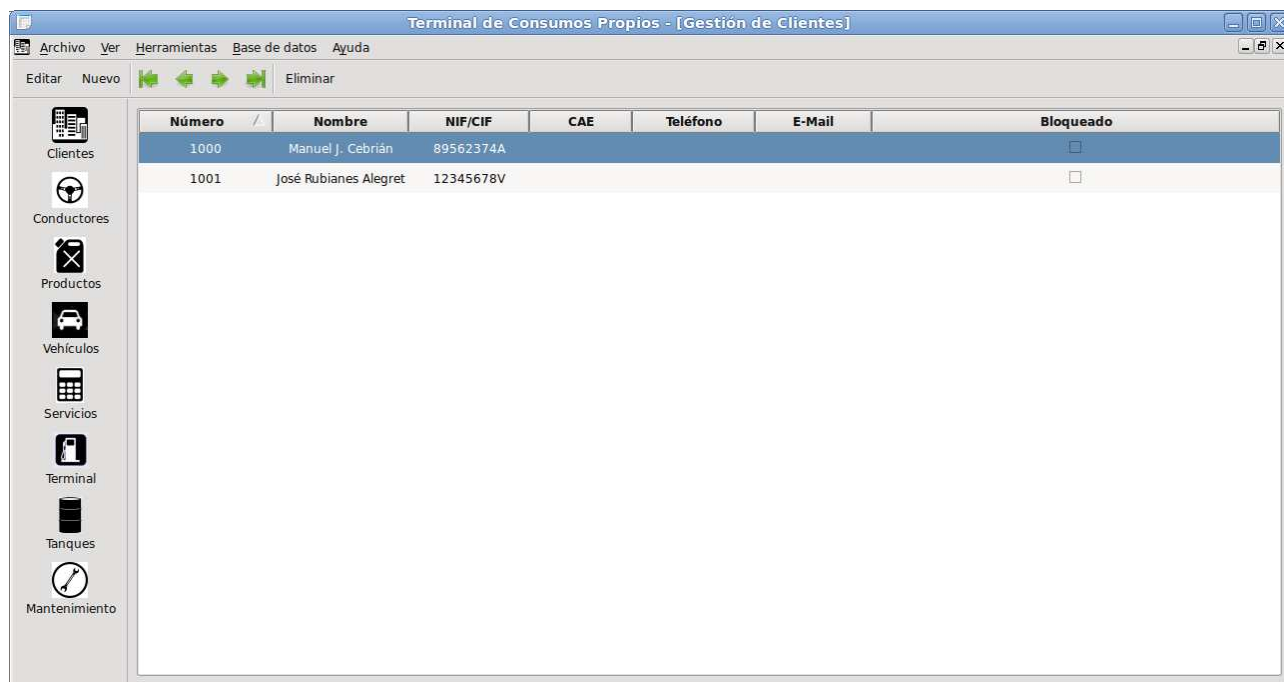 Terminal de Consumos Propios - [Gestión de Clientes]
Archivo Ver Herramientas Base de datos Ayuda
Editar Nuevo Eliminar
Número Nombre NIF/CIF CAE Teléfono E-Mail Bloqueado
1000 Manuel J. Cebrián 89562374A
1001 José Rubianes Alegret 12345678V
Clientes
Conductores
Productos
Vehículos
Servicios
Terminal
Tanques
Mantenimiento